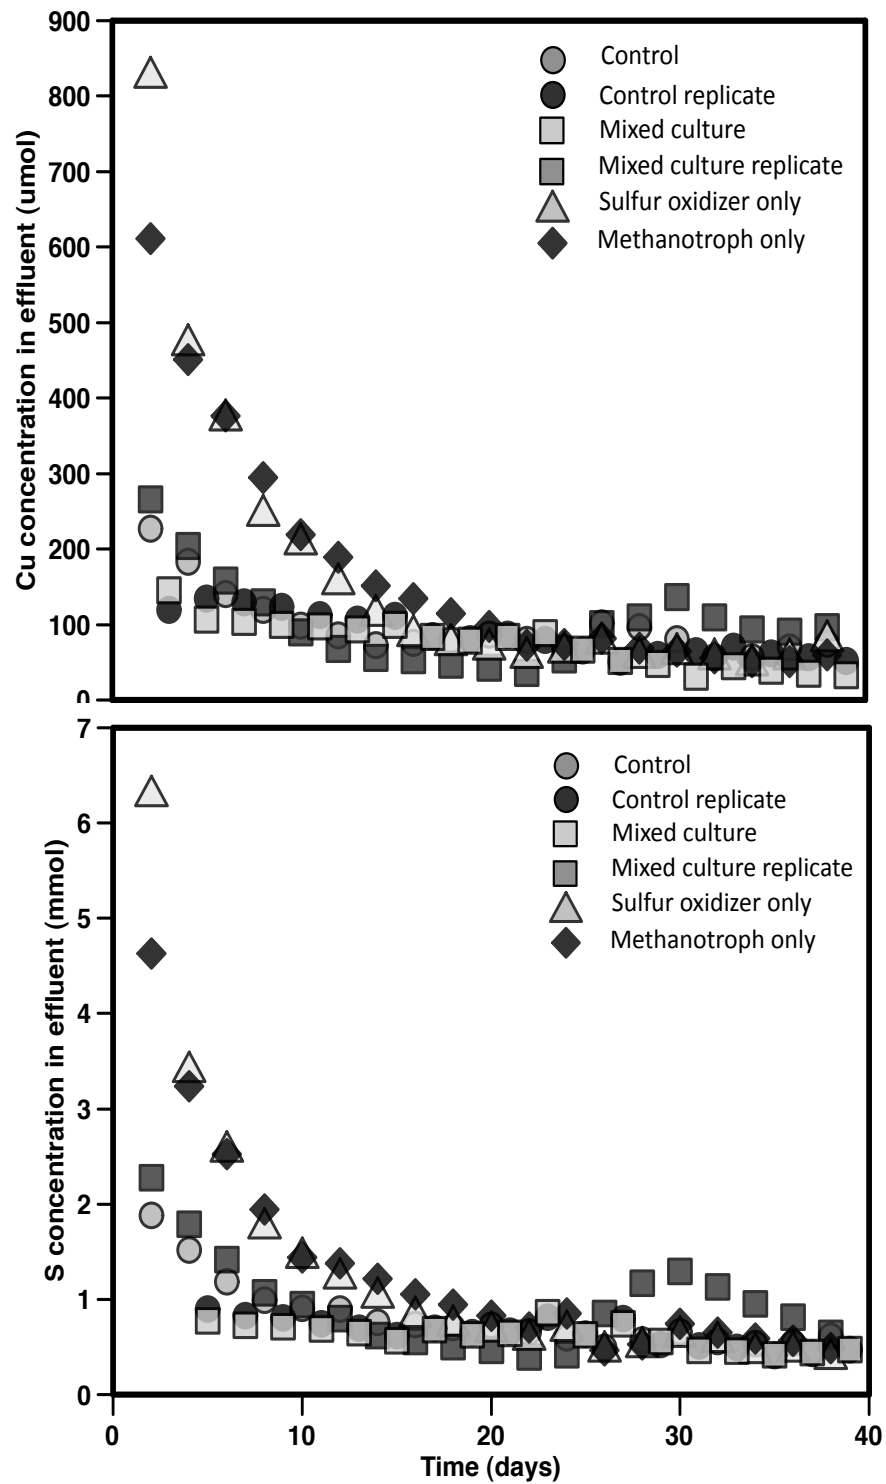 Cu concentration in effluent (umol)
900
800
700
600
500
400
300
200
100
0
Control
Control replicate
Mixed culture
Mixed culture replicate
Sulfur oxidizer only
Methanotroph only
S concentration in effluent (mmol)
7
6
5
4
3
2
1
0
Control
Control replicate
Mixed culture
Mixed culture replicate
Sulfur oxidizer only
Methanotroph only
0 10 20 30 40
Time (days)